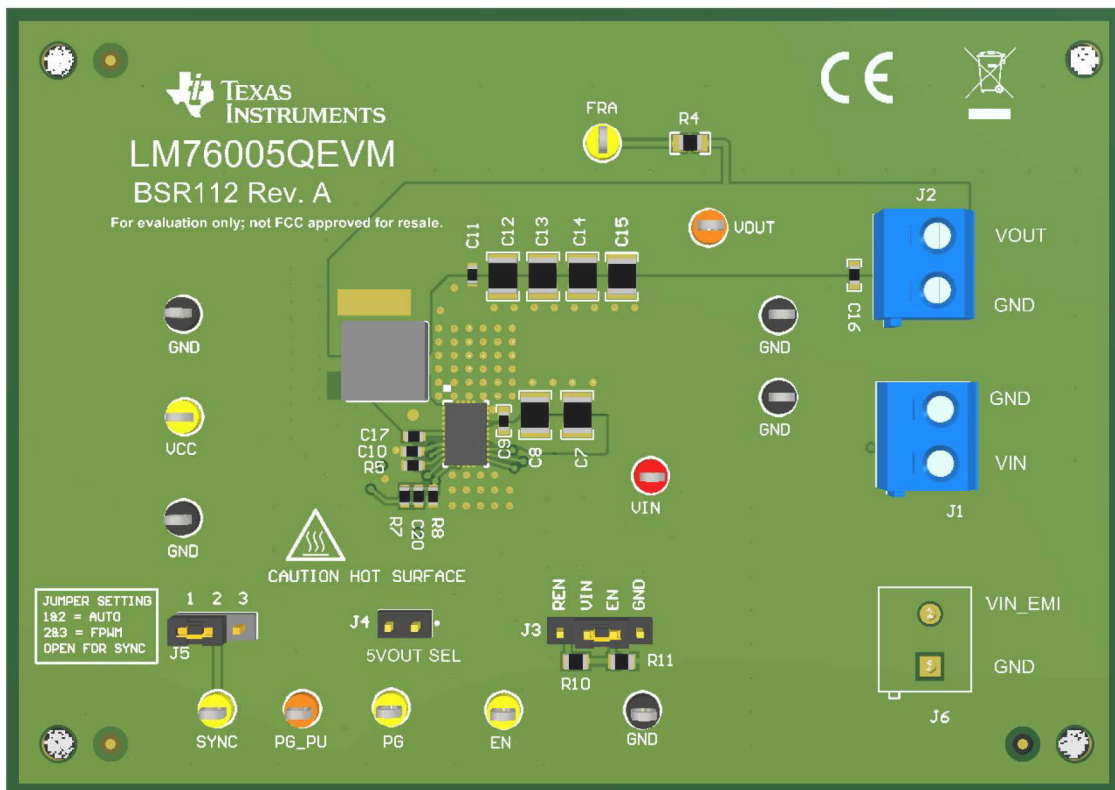 TEXAS
INSTRUMENTS
LM76005QEVM
BSR112 Rev. A
For evaluation only; not FCC approved for resale.
CE
FRA
R4
J2
VOUT
VOUT
GND
C11
C12
C13
C14
C15
C16
GND
GND
GND
VCC
GND
GND
VIN
J1
C17
C10
R5
C9
C8
C7
VIN
R7
C20
R8
CAUTION HOT SURFACE
JUMPER SETTING
1&2 = AUTO
2&3 = FPWM
OPEN FOR SYNC
1 2 3
J5
J4
5VOUT SEL
REN
VIN
EN
GND
J3
R10
R11
VIN_EMI
GND
J6
SYNC
PG_PU
PG
EN
GND